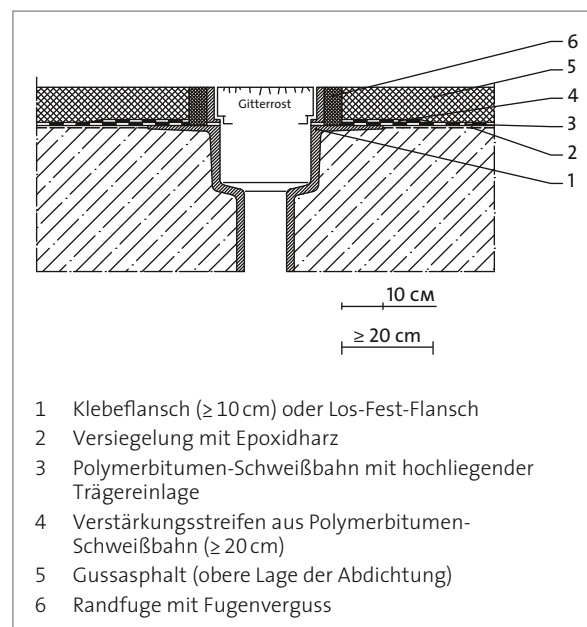 6
5
Gitterrost
4
3
2
1
10 CM
≥ 20 cm
1 Klebeflansch (≥ 10 cm) oder Los-Fest-Flansch
2 Versiegelung mit Epoxidharz
3 Polymerbitumen-Schweißbahn mit hochliegender
Trägereinlage
4 Verstärkungsstreifen aus Polymerbitumen-
Schweißbahn (≥ 20 cm)
5 Gussasphalt (obere Lage der Abdichtung)
6 Randfuge mit Fugenverguss